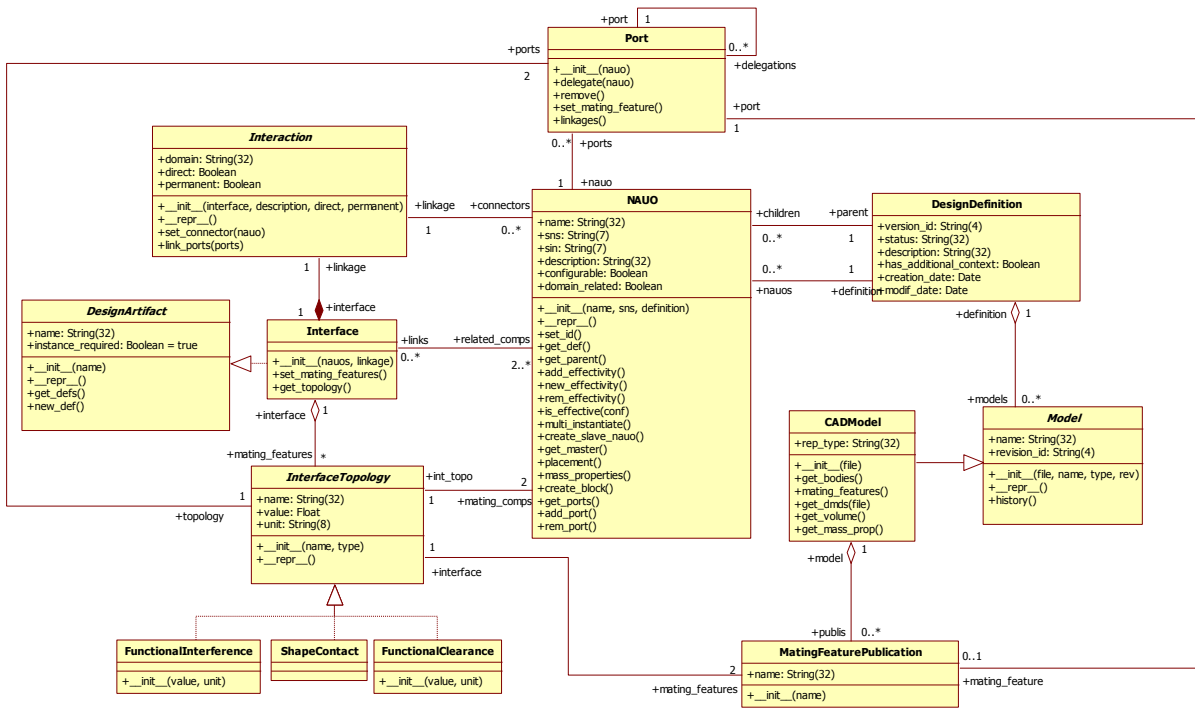 +port
1
Port
0..*
+delegations
+__init__(nauo)
+delegate(nauo)
+remove()
+set_mating_feature()
+linkages()
+ports
2
+port
1
0..*
+ports
1
+nauo
Interaction
+domain: String(32)
+direct: Boolean
+permanent: Boolean
+__init__(interface, description, direct, permanent)
+__repr__()
+set_connector(nauo)
+link_ports(ports)
+linkage
+connectors
1
0..*
NAUO
+name: String(32)
+sns: String(7)
+sin: String(7)
+description: String(32)
+configurable: Boolean
+domain_related: Boolean
+__init__(name, sns, definition)
+__repr__()
+set_id()
+get_def()
+get_parent()
+add_effectivity()
+new_effectivity()
+rem_effectivity()
+is_effective(conf)
+multi_instantiate()
+create_slave_nauo()
+get_master()
+placement()
+mass_properties()
+create_block()
+get_ports()
+add_port()
+rem_port()
+children
+parent
0..*
1
0..*
1
+nauos
+definition
DesignDefinition
+version_id: String(4)
+status: String(32)
+description: String(32)
+has_additional_context: Boolean
+creation_date: Date
+modif_date: Date
1
+linkage
1
+interface
DesignArtifact
+name: String(32)
+instance_required: Boolean = true
+__init__(name)
+__repr__()
+get_defs()
+new_def()
Interface
+__init__(nauos, linkage)
+set_mating_features()
+get_topology()
+links
+related_comps
0..*
2..*
+definition
1
+models
0..*
+interface
1
+mating_features
*
CADModel
+rep_type: String(32)
+__init__(file)
+get_bodies()
+mating_features()
+get_dmds(file)
+get_volume()
+get_mass_prop()
Model
+name: String(32)
+revision_id: String(4)
+__init__(file, name, type, rev)
+__repr__()
+history()
InterfaceTopology
+name: String(32)
+value: Float
+unit: String(8)
+__init__(name, type)
+__repr__()
+int_topo
2
1
+mating_comps
1
+topology
1
+interface
1
+model
+publis
0..*
FunctionalInterference
+__init__(value, unit)
ShapeContact
FunctionalClearance
+__init__(value, unit)
MatingFeaturePublication
+name: String(32)
+__init__(name)
2
+mating_features
0..1
+mating_feature